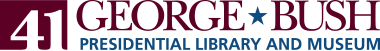 41 GEORGE★BUSH
PRESIDENTIAL LIBRARY AND MUSEUM